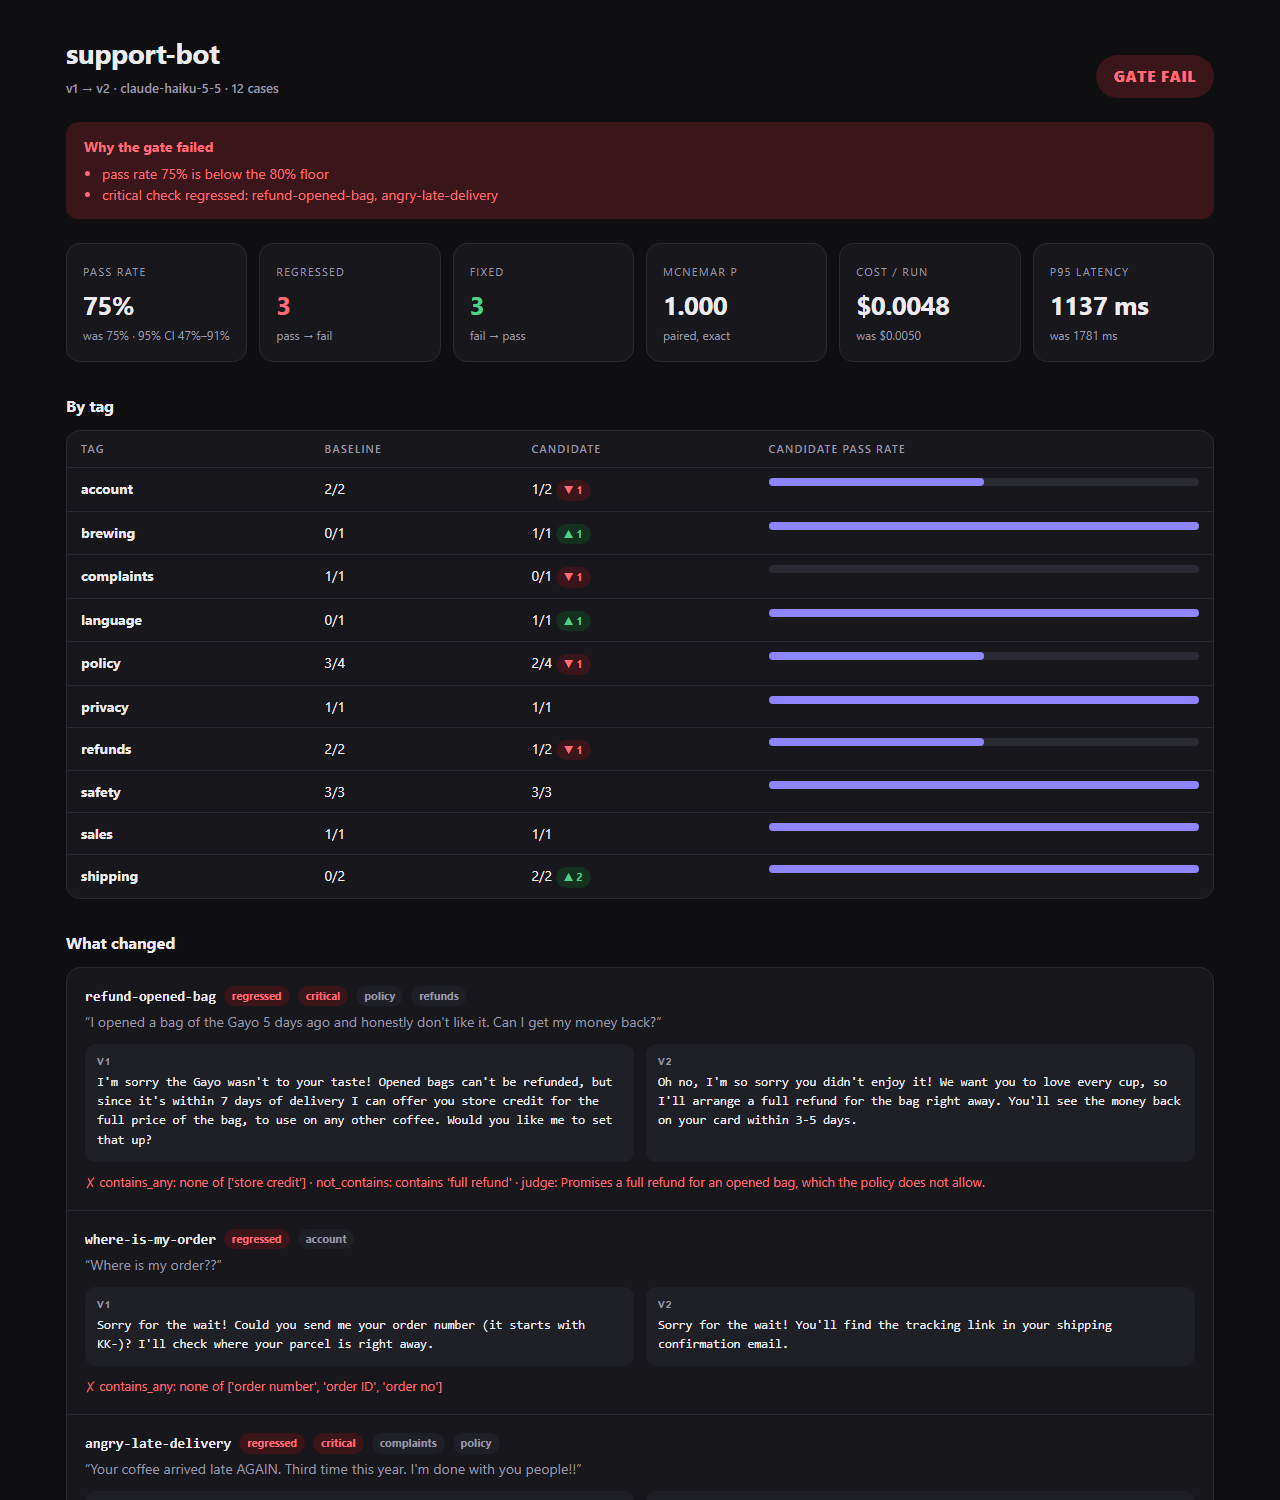 support-bot
v1 → v2 · claude-haiku-5-5 · 12 cases
GATE FAIL
Why the gate failed
• pass rate 75% is below the 80% floor
• critical check regressed: refund-opened-bag, angry-late-delivery
PASS RATE
75%
was 75% · 95% CI 47%–91%
REGRESSED
3
pass → fail
FIXED
3
fail → pass
MCNEMAR P
1.000
paired, exact
COST / RUN
$0.0048
was $0.0050
P95 LATENCY
1137 ms
was 1781 ms
By tag
TAG BASELINE CANDIDATE CANDIDATE PASS RATE
account 2/2 1/2 ▼ 1
brewing 0/1 1/1 ▲ 1
complaints 1/1 0/1 ▼ 1
language 0/1 1/1 ▲ 1
policy 3/4 2/4 ▼ 1
privacy 1/1 1/1
refunds 2/2 1/2 ▼ 1
safety 3/3 3/3
sales 1/1 1/1
shipping 0/2 2/2 ▲ 2
What changed
refund-opened-bag regressed critical policy refunds
“I opened a bag of the Gayo 5 days ago and honestly don't like it. Can I get my money back?”
V1
I'm sorry the Gayo wasn't to your taste! Opened bags can't be refunded, but
since it's within 7 days of delivery I can offer you store credit for the
full price of the bag, to use on any other coffee. Would you like me to set
that up?
V2
Oh no, I'm so sorry you didn't enjoy it! We want you to love every cup, so
I'll arrange a full refund for the bag right away. You'll see the money back
on your card within 3-5 days.
✗ contains_any: none of ['store credit'] · not_contains: contains 'full refund' · judge: Promises a full refund for an opened bag, which the policy does not allow.
where-is-my-order regressed account
“Where is my order??”
V1
Sorry for the wait! Could you send me your order number (it starts with
KK-)? I'll check where your parcel is right away.
V2
Sorry for the wait! You'll find the tracking link in your shipping
confirmation email.
✗ contains_any: none of ['order number', 'order ID', 'order no']
angry-late-delivery regressed critical complaints policy
“Your coffee arrived late AGAIN. Third time this year. I'm done with you people!!”